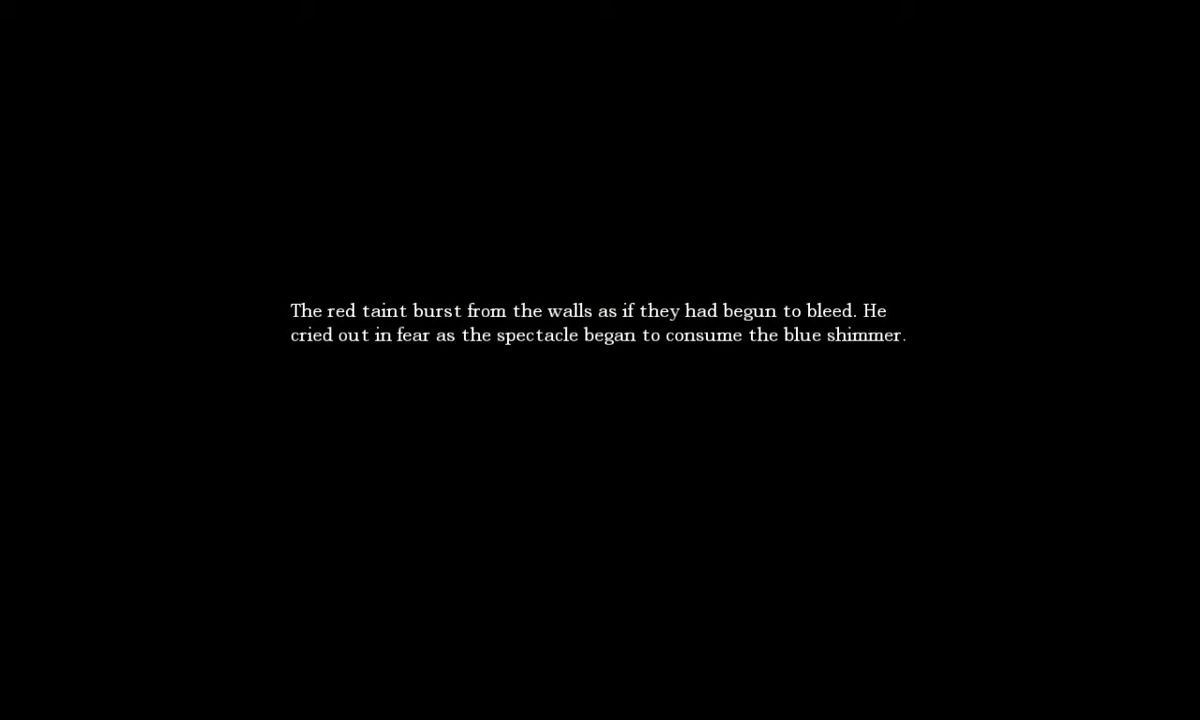 The red taint burst from the walls as if they had begun to bleed. He
cried out in fear as the spectacle began to consume the blue shimmer.